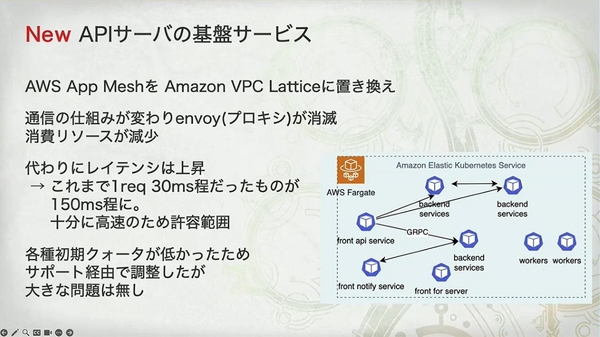 New APIサーバの基盤サービス
AWS App Meshを Amazon VPC Latticeに置き換え
通信の仕組みが変わりenvoy(プロキシ)が消滅
消費リソースが減少
代わりにレイテンシは上昇
→ これまで1req 30ms程だったものが
150ms程に。
十分に高速のため許容範囲
各種初期クォータが低かったため
サポート経由で調整したが
大きな問題は無し
Amazon Elastic Kubernetes Service
AWS Fargate
backend
services
backend
services
front api service
GRPC
backend
services
workers
workers
front notify service
front for server